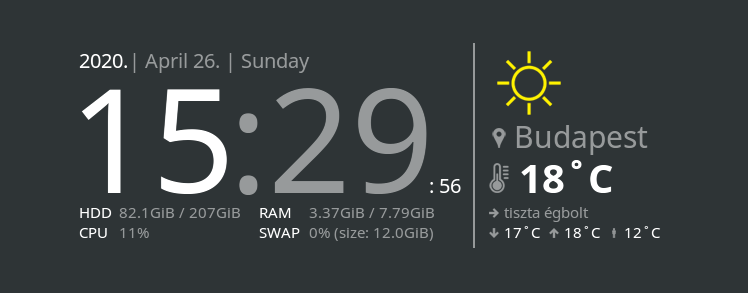 2020.| April 26. | Sunday
15:29 : 56
HDD 82.1GiB / 207GiB RAM 3.37GiB / 7.79GiB
CPU 11% SWAP 0% (size: 12.0GiB)
Budapest
18˚C
tiszta égbolt
17˚C 18˚C 12˚C